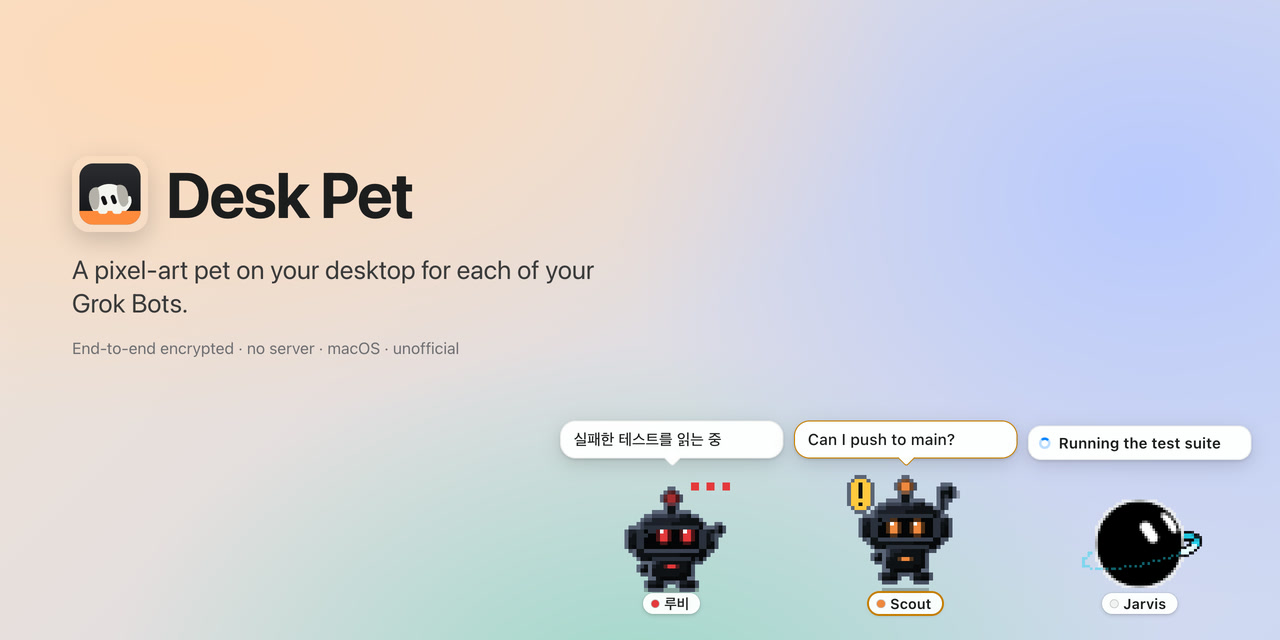 Desk Pet
A pixel-art pet on your desktop for each of your
Grok Bots.
End-to-end encrypted · no server · macOS · unofficial
실패한 테스트를 읽는 중
Can I push to main?
Running the test suite
!
루비
Scout
Jarvis